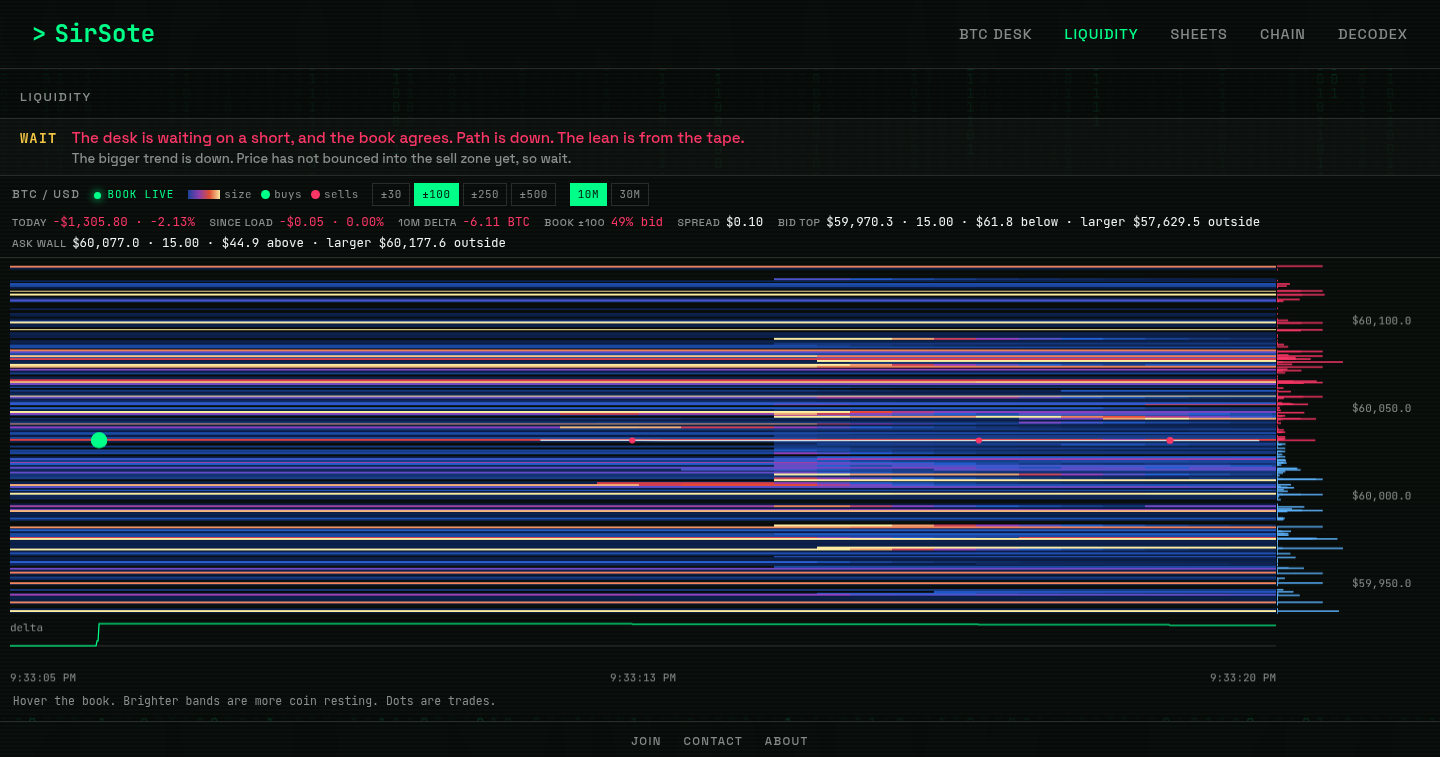 > SirSote
BTC DESK LIQUIDITY SHEETS CHAIN DECODEX
LIQUIDITY
WAIT The desk is waiting on a short, and the book agrees. Path is down. The lean is from the tape.
The bigger trend is down. Price has not bounced into the sell zone yet, so wait.
BTC / USD BOOK LIVE size buys sells ±30 ±100 ±250 ±500 10M 30M
TODAY -$1,305.80 · -2.13% SINCE LOAD -$0.05 · 0.00% 10M DELTA -6.11 BTC BOOK ±100 49% bid SPREAD $0.10 BID TOP $59,970.3 · 15.00 · $61.8 below · larger $57,629.5 outside
ASK WALL $60,077.0 · 15.00 · $44.9 above · larger $60,177.6 outside
$60,100.0
$60,050.0
$60,000.0
$59,950.0
delta
9:33:05 PM 9:33:13 PM 9:33:20 PM
Hover the book. Brighter bands are more coin resting. Dots are trades.
JOIN CONTACT ABOUT